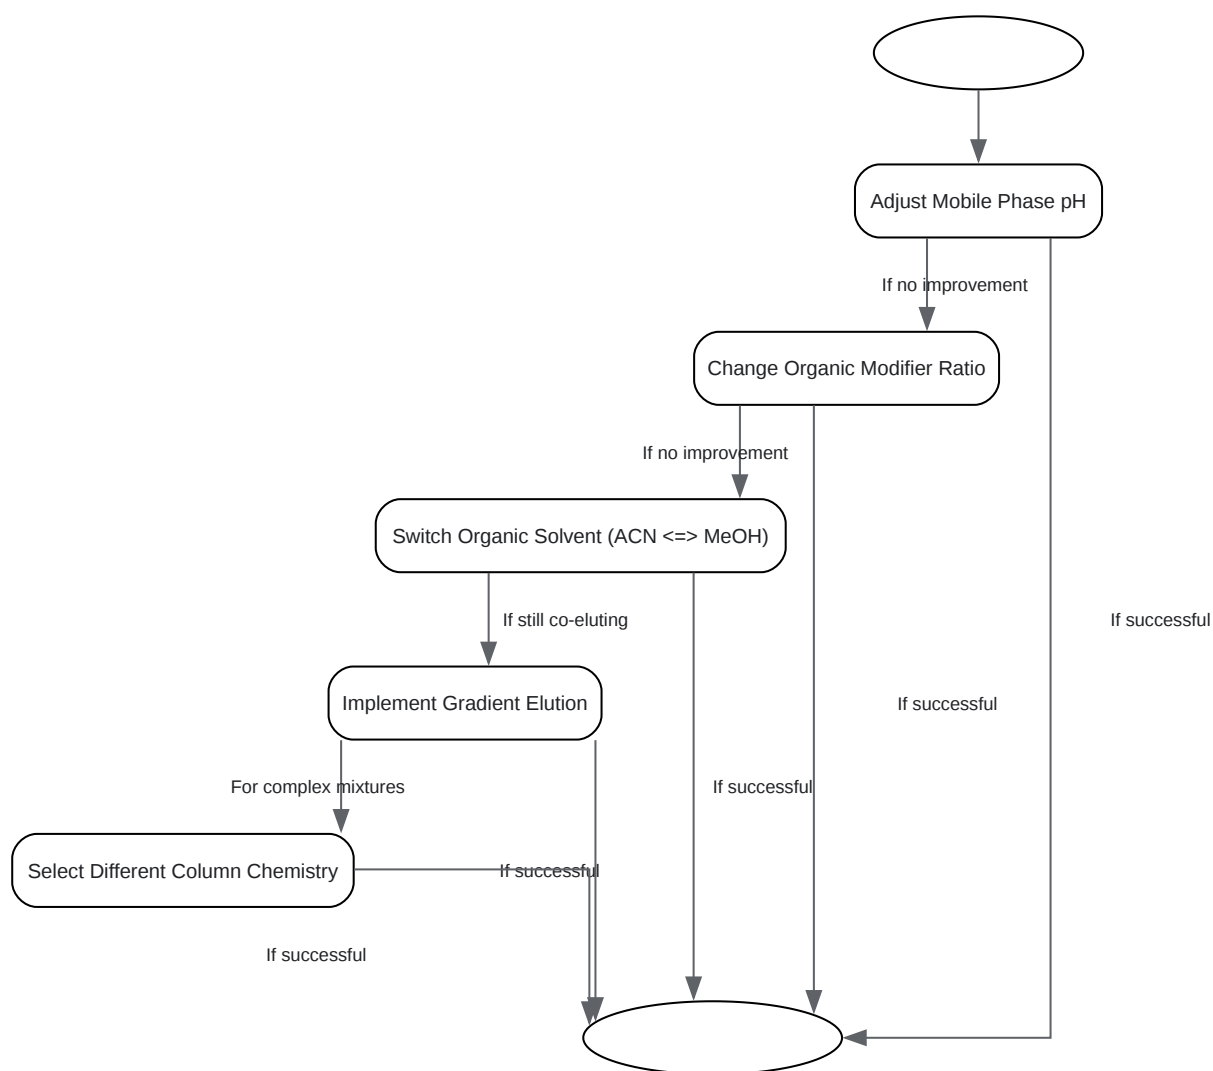 Adjust Mobile Phase pH
If no improvement
Change Organic Modifier Ratio
If no improvement
Switch Organic Solvent (ACN <=> MeOH)
If still co-eluting
If successful
Implement Gradient Elution
If successful
For complex mixtures
If successful
Select Different Column Chemistry
If successful
If successful